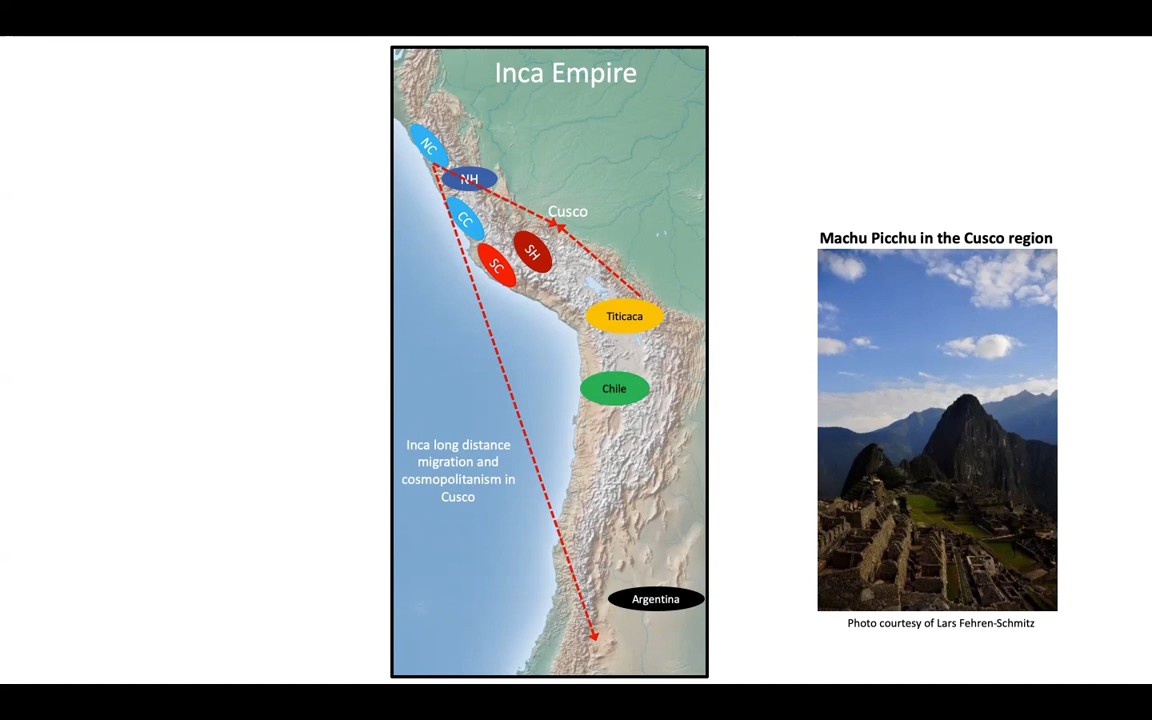 Inca Empire
NC
NH
CC
Cusco
SH
SC
Titicaca
Chile
Inca long distance
migration and
cosmopolitanism in
Cusco
Argentina
Machu Picchu in the Cusco region
Photo courtesy of Lars Fehren-Schmitz